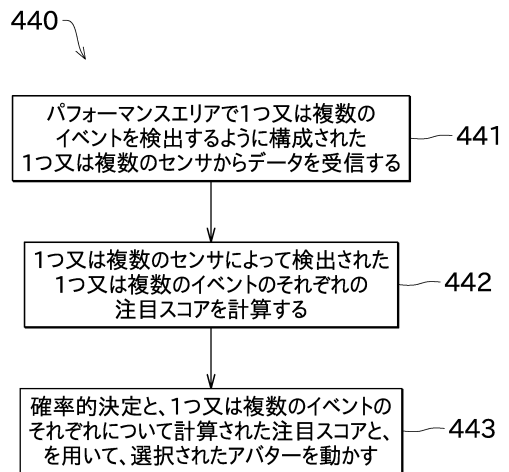 440
パフォーマンスエリアで1つ又は複数の
イベントを検出するように構成された
1つ又は複数のセンサからデータを受信する
441
1つ又は複数のセンサによって検出された
1つ又は複数のイベントのそれぞれの
注目スコアを計算する
442
確率的決定と、1つ又は複数のイベントの
それぞれについて計算された注目スコアと、
を用いて、選択されたアバターを動かす
443